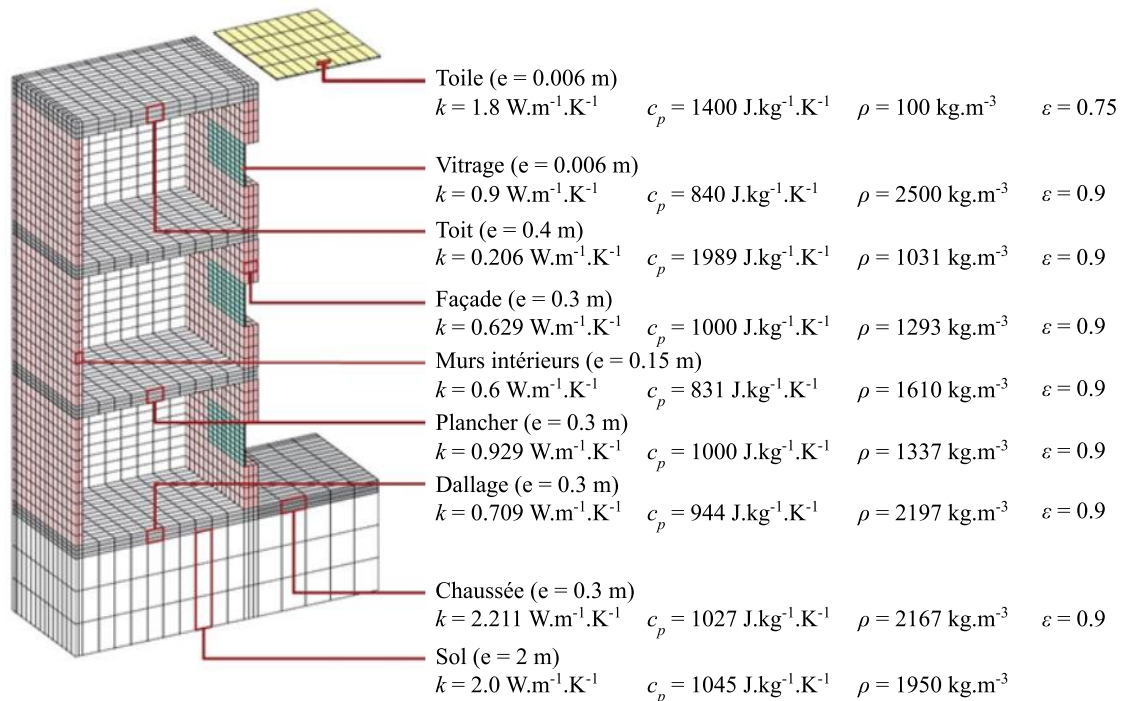 Toile (e = 0.006 m)
k = 1.8 W.m⁻¹.K⁻¹ cₚ = 1400 J.kg⁻¹.K⁻¹ ρ = 100 kg.m⁻³ ε = 0.75
Vitrage (e = 0.006 m)
k = 0.9 W.m⁻¹.K⁻¹ cₚ = 840 J.kg⁻¹.K⁻¹ ρ = 2500 kg.m⁻³ ε = 0.9
Toit (e = 0.4 m)
k = 0.206 W.m⁻¹.K⁻¹ cₚ = 1989 J.kg⁻¹.K⁻¹ ρ = 1031 kg.m⁻³ ε = 0.9
Façade (e = 0.3 m)
k = 0.629 W.m⁻¹.K⁻¹ cₚ = 1000 J.kg⁻¹.K⁻¹ ρ = 1293 kg.m⁻³ ε = 0.9
Murs intérieurs (e = 0.15 m)
k = 0.6 W.m⁻¹.K⁻¹ cₚ = 831 J.kg⁻¹.K⁻¹ ρ = 1610 kg.m⁻³ ε = 0.9
Plancher (e = 0.3 m)
k = 0.929 W.m⁻¹.K⁻¹ cₚ = 1000 J.kg⁻¹.K⁻¹ ρ = 1337 kg.m⁻³ ε = 0.9
Dallage (e = 0.3 m)
k = 0.709 W.m⁻¹.K⁻¹ cₚ = 944 J.kg⁻¹.K⁻¹ ρ = 2197 kg.m⁻³ ε = 0.9
Chaussée (e = 0.3 m)
k = 2.211 W.m⁻¹.K⁻¹ cₚ = 1027 J.kg⁻¹.K⁻¹ ρ = 2167 kg.m⁻³ ε = 0.9
Sol (e = 2 m)
k = 2.0 W.m⁻¹.K⁻¹ cₚ = 1045 J.kg⁻¹.K⁻¹ ρ = 1950 kg.m⁻³